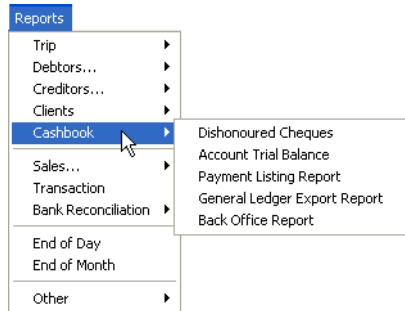 Reports
Trip
Debtors...
Creditors...
Clients
Cashbook
Dishonoured Cheques
Account Trial Balance
Payment Listing Report
General Ledger Export Report
Back Office Report
Sales...
Transaction
Bank Reconciliation
End of Day
End of Month
Other